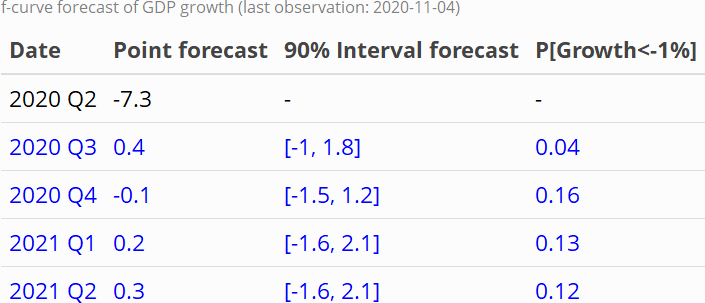 f-curve forecast of GDP growth (last observation: 2020-11-04)
Date Point forecast 90% Interval forecast P[Growth<-1%]
2020 Q2 -7.3 - -
2020 Q3 0.4 [-1, 1.8] 0.04
2020 Q4 -0.1 [-1.5, 1.2] 0.16
2021 Q1 0.2 [-1.6, 2.1] 0.13
2021 Q2 0.3 [-1.6, 2.1] 0.12